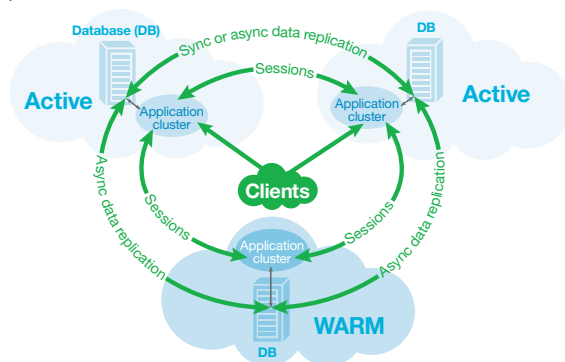 Database (DB)
DB
Sync or async data replication
Sessions
Active
Active
Application
cluster
Application
cluster
Clients
Async data replication
Sessions
Sessions
Async data replication
Application
cluster
WARM
DB